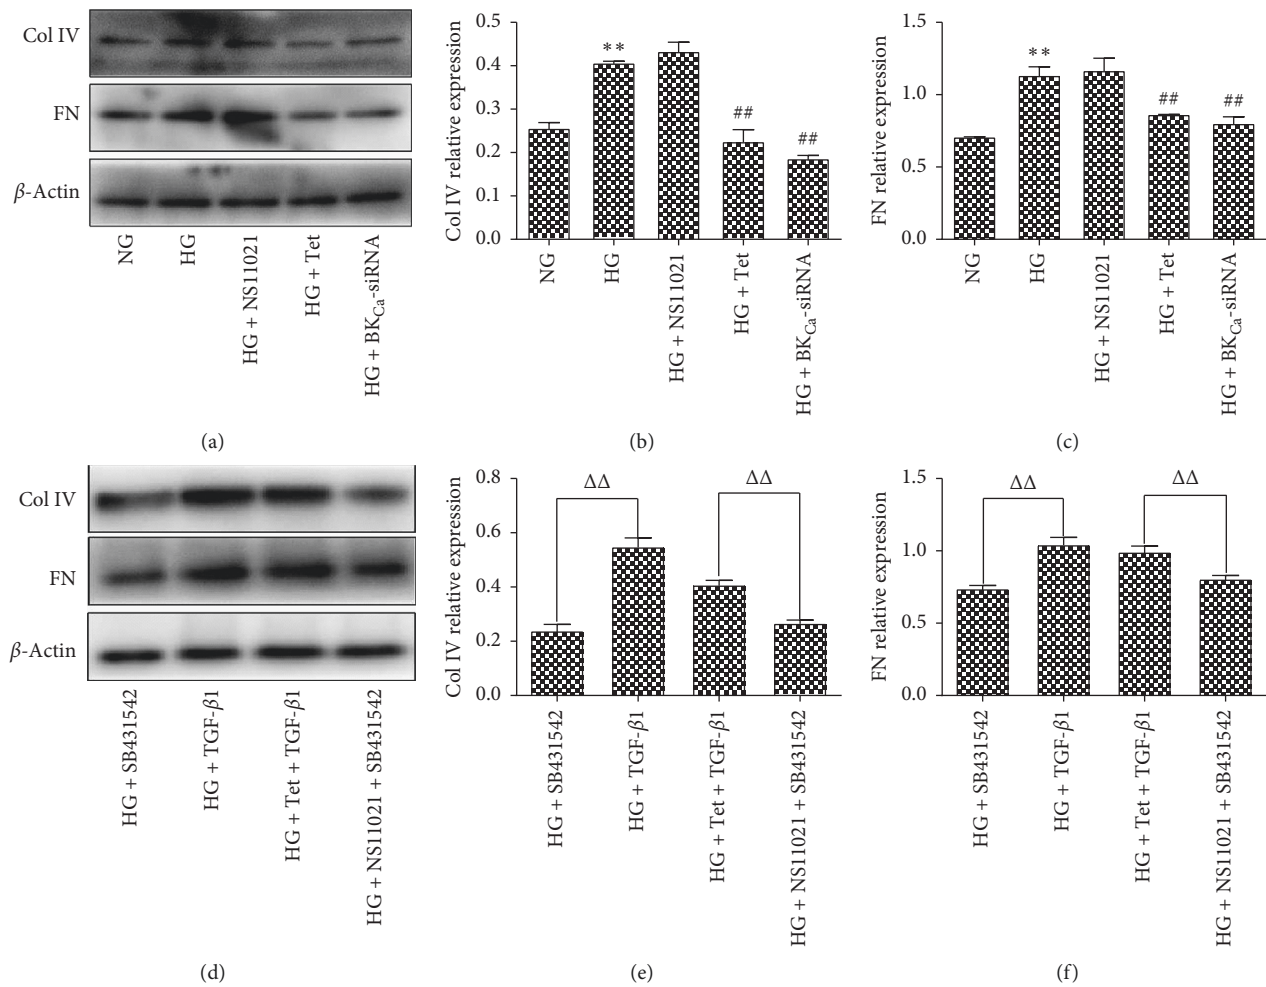 Col IV
FN
β-Actin
NG
HG
HG + NS11021
HG + Tet
HG + BKCa-siRNA
(a)
Col IV relative expression
0.5
0.4
0.3
0.2
0.1
0.0
**
##
##
NG
HG
HG + NS11021
HG + Tet
HG + BKCa-siRNA
(b)
FN relative expression
1.5
1.0
0.5
0.0
**
##
##
NG
HG
HG + NS11021
HG + Tet
HG + BKCa-siRNA
(c)
Col IV
FN
β-Actin
HG + SB431542
HG + TGF-β1
HG + Tet + TGF-β1
HG + NS11021 + SB431542
(d)
Col IV relative expression
0.8
0.6
0.4
0.2
0.0
ΔΔ
ΔΔ
HG + SB431542
HG + TGF-β1
HG + Tet + TGF-β1
HG + NS11021 + SB431542
(e)
FN relative expression
1.5
1.0
0.5
0.0
ΔΔ
ΔΔ
HG + SB431542
HG + TGF-β1
HG + Tet + TGF-β1
HG + NS11021 + SB431542
(f)